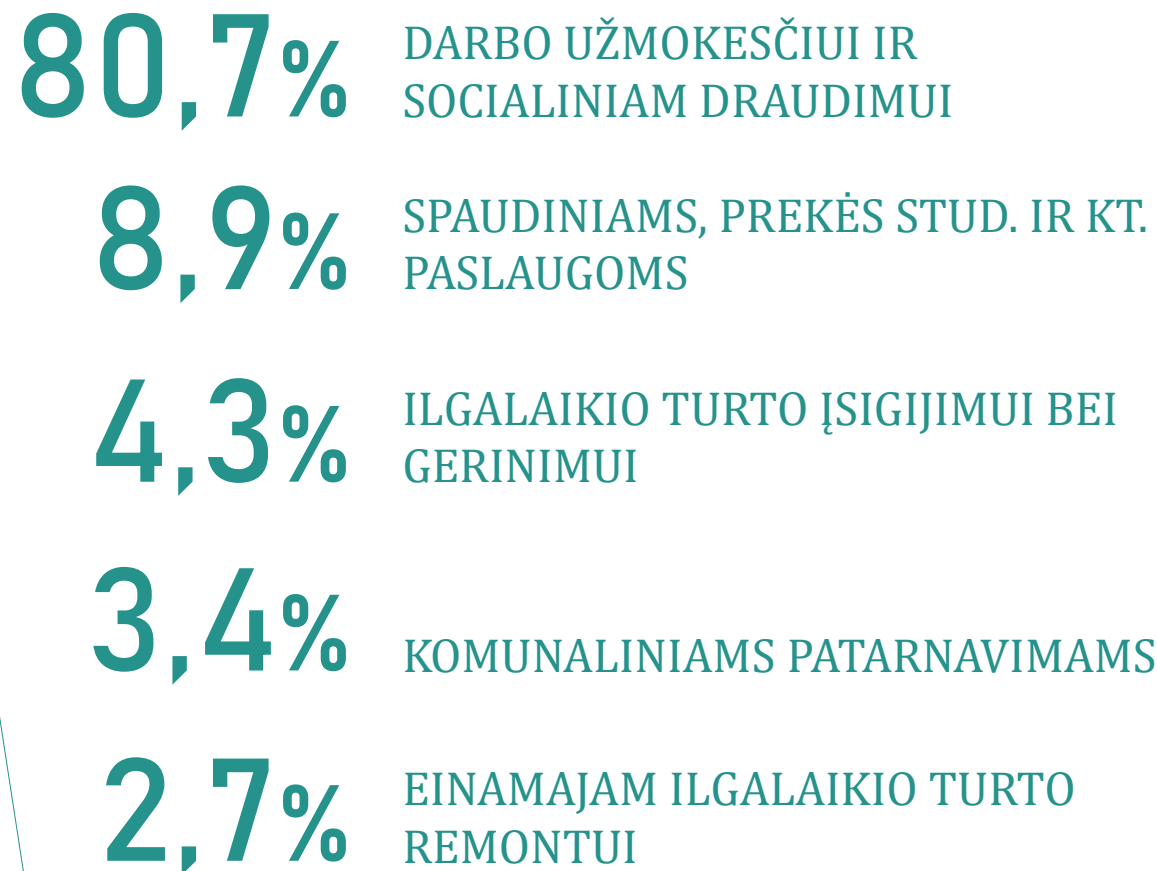 80,7% DARBO UŽMOKESČIUI IR
SOCIALINIAM DRAUDIMUI
8,9% SPAUDINIAMS, PREKĖS STUD. IR KT.
PASLAUGOMS
4,3% ILGALAIKIO TURTO ĮSIGIJIMUI BEI
GERINIMUI
3,4% KOMUNALINIAMS PATARNAVIMAMS
2,7% EINAMAJAM ILGALAIKIO TURTO
REMONTUI